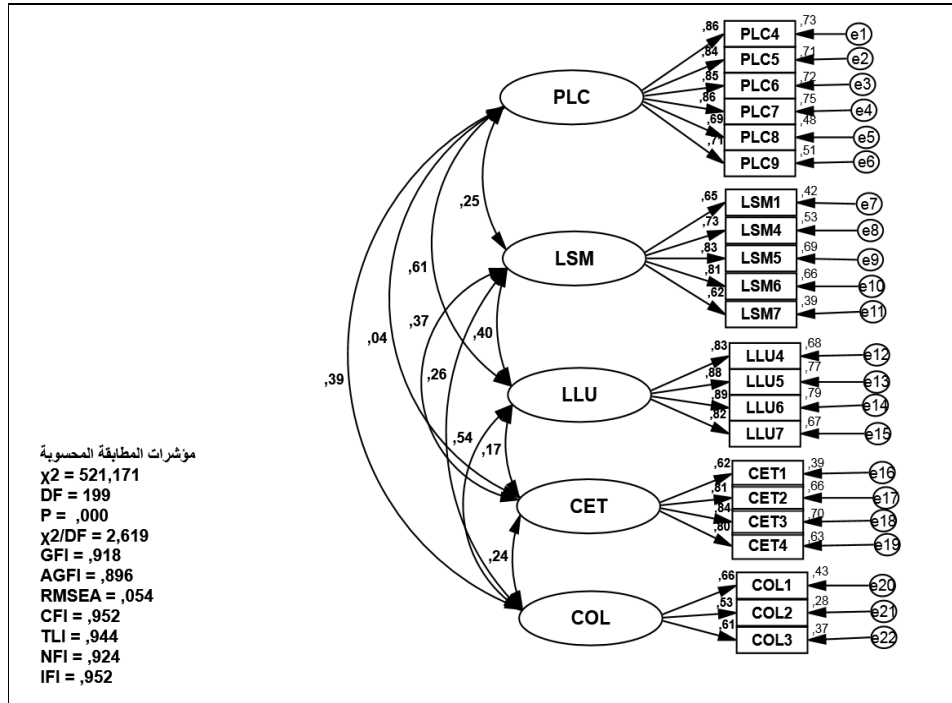 ,86
PLC4
,73
e1
,84
PLC5
,71
e2
,85
PLC6
,72
e3
PLC
,86
PLC7
,75
e4
,69
PLC8
,48
e5
,71
PLC9
,51
e6
,25
,65
LSM1
,42
e7
,73
LSM4
,53
e8
LSM
,83
LSM5
,69
e9
,81
LSM6
,66
e10
,62
LSM7
,39
e11
,61
,37
,04
,40
,26
,39
,83
LLU4
,68
e12
,88
LLU5
,77
e13
LLU
,89
LLU6
,79
e14
,82
LLU7
,67
e15
,54
,17
,62
CET1
,39
e16
,81
CET2
,66
e17
CET
,84
CET3
,70
e18
,80
CET4
,63
e19
,24
,66
COL1
,43
e20
COL
,53
COL2
,28
e21
,61
COL3
,37
e22
مؤشرات المطابقة المحسوبة
χ2 = 521,171
DF = 199
P = ,000
χ2/DF = 2,619
GFI = ,918
AGFI = ,896
RMSEA = ,054
CFI = ,952
TLI = ,944
NFI = ,924
IFI = ,952